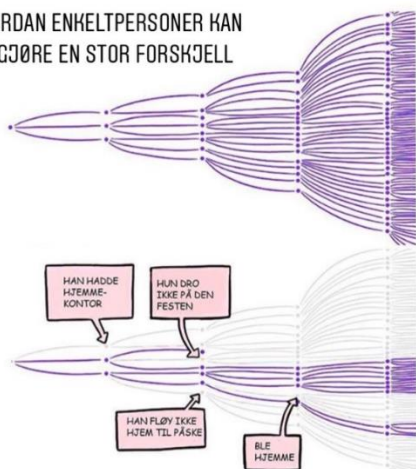 RDAN ENKELTPERSONER KAN
GJØRE EN STOR FORSKJELL
HAN HADDE
HJEMME-
KONTOR
HUN DRO
IKKE PÅ DEN
FESTEN
HAN FLØY IKKE
HJEM TIL PÅSKE
BLE
HJEMME